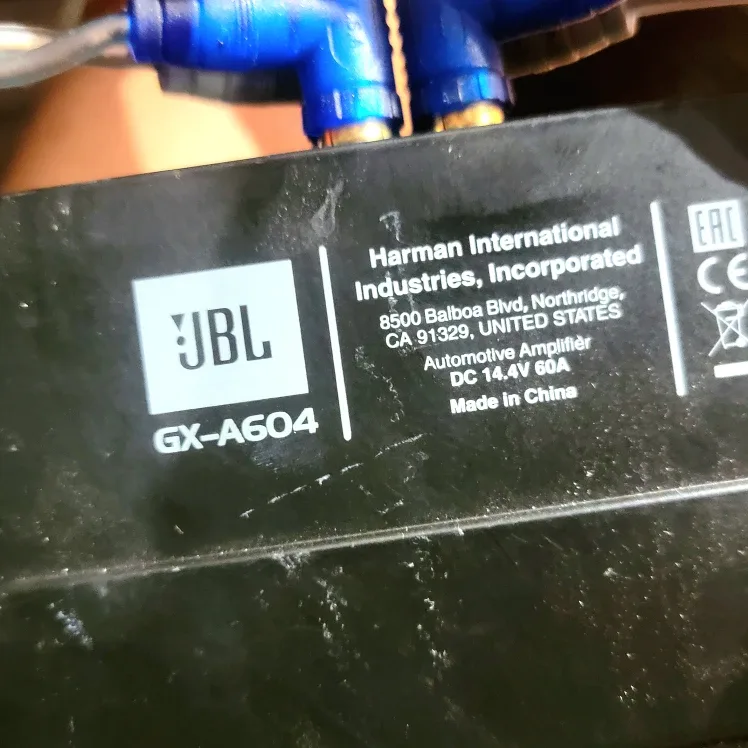 JBL
GX-A604
Harman International
Industries, Incorporated
8500 Balboa Blvd, Northridge,
CA 91329, UNITED STATES
Automotive Amplifier
DC 14.4V 60A
Made in China
EAC
CE